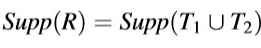 Supp(R) = Supp(T₁ ∪ T₂)